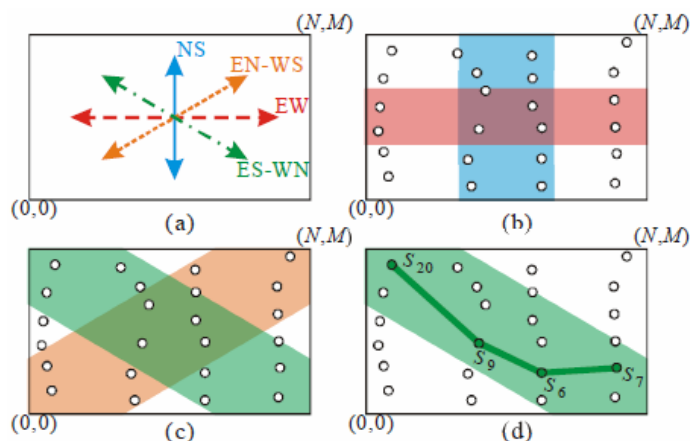 (N,M)
NS
EN-WS
EW
ES-WN
(0,0)
(a)
(0,0)
(b)
(N,M)
(N,M)
(0,0)
(c)
S20
S9
S6
S7
(0,0)
(d)
(N,M)